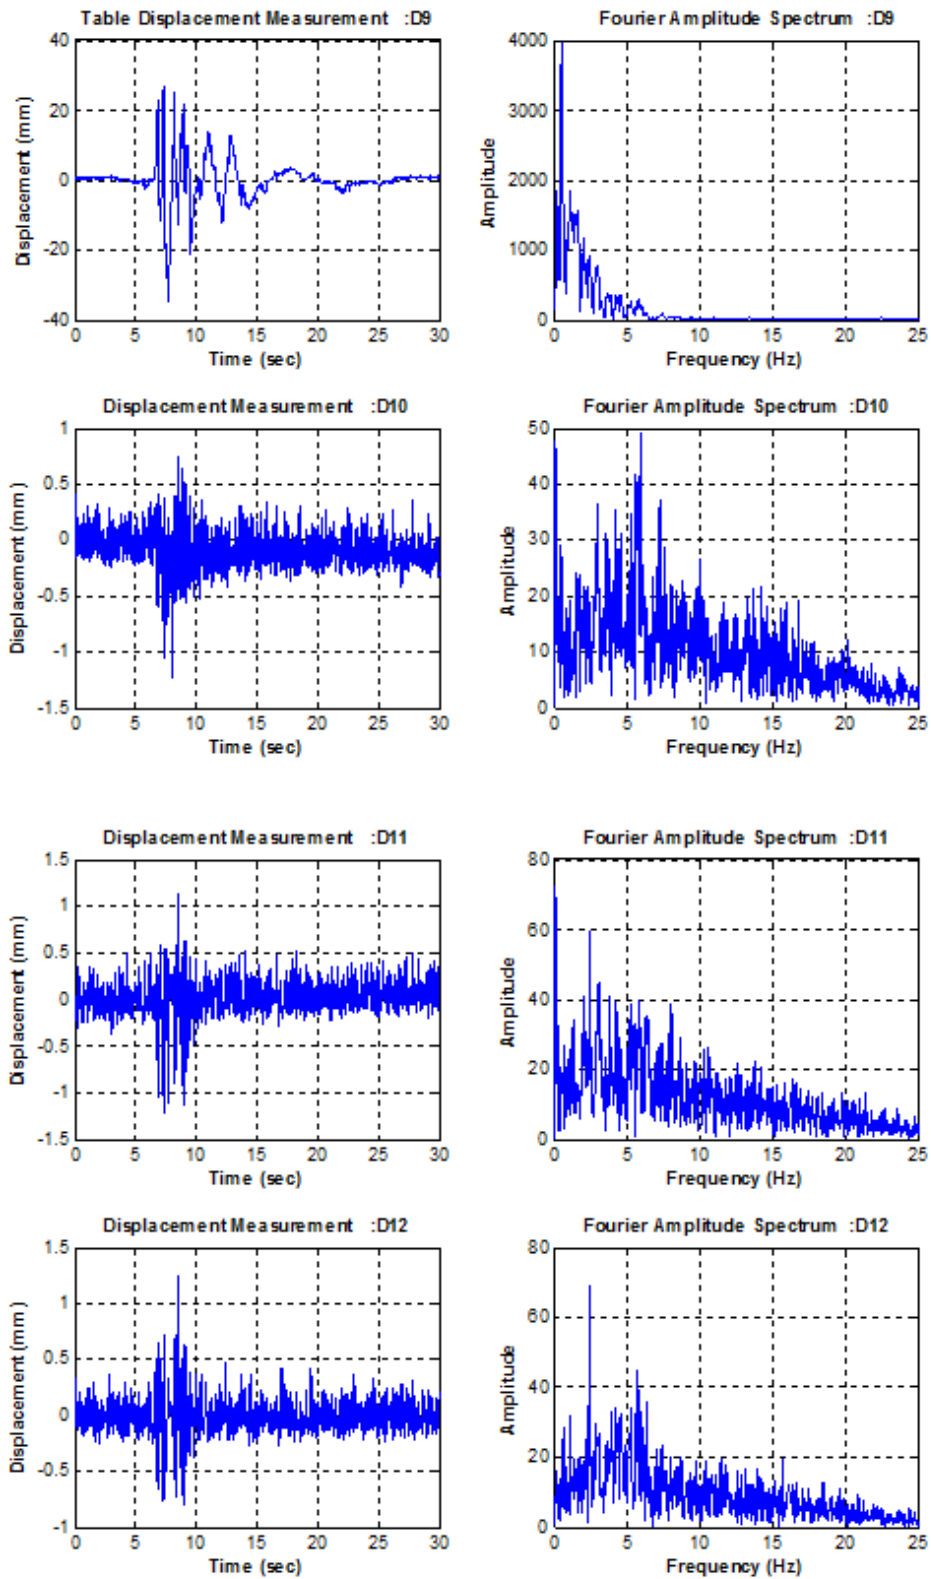 Table Displacement Measurement :D9
Fourier Amplitude Spectrum :D9
Displacement (mm)
40
20
0
-20
-40
0 5 10 15 20 25 30
Time (sec)
Amplitude
4000
3000
2000
1000
0
0 5 10 15 20 25
Frequency (Hz)
Displacement Measurement :D10
Fourier Amplitude Spectrum :D10
Displacement (mm)
1
0.5
0
-0.5
-1
-1.5
0 5 10 15 20 25 30
Time (sec)
Amplitude
50
40
30
20
10
0
0 5 10 15 20 25
Frequency (Hz)
Displacement Measurement :D11
Fourier Amplitude Spectrum :D11
Displacement (mm)
1.5
1
0.5
0
-0.5
-1
-1.5
0 5 10 15 20 25 30
Time (sec)
Amplitude
80
60
40
20
0
0 5 10 15 20 25
Frequency (Hz)
Displacement Measurement :D12
Fourier Amplitude Spectrum :D12
Displacement (mm)
1.5
1
0.5
0
-0.5
-1
0 5 10 15 20 25 30
Time (sec)
Amplitude
80
60
40
20
0
0 5 10 15 20 25
Frequency (Hz)